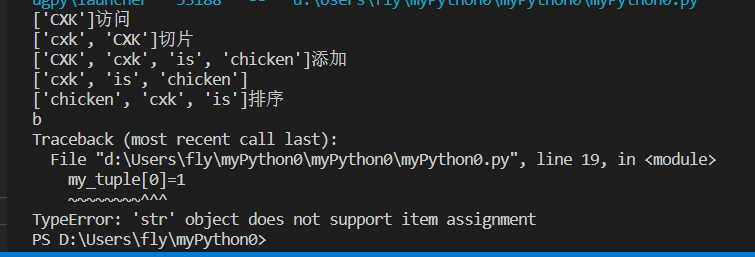 ugpy\launcher' '55188' '--' 'd:\Users\fly\myPython0\myPython0\myPython0.py'
['CXK']访问
['cxk', 'CXK']切片
['CXK', 'cxk', 'is', 'chicken']添加
['cxk', 'is', 'chicken']
['chicken', 'cxk', 'is']排序
b
Traceback (most recent call last):
  File "d:\Users\fly\myPython0\myPython0\myPython0.py", line 19, in <module>
    my_tuple[0]=1
    ~~~~~~~~^^^
TypeError: 'str' object does not support item assignment
PS D:\Users\fly\myPython0>